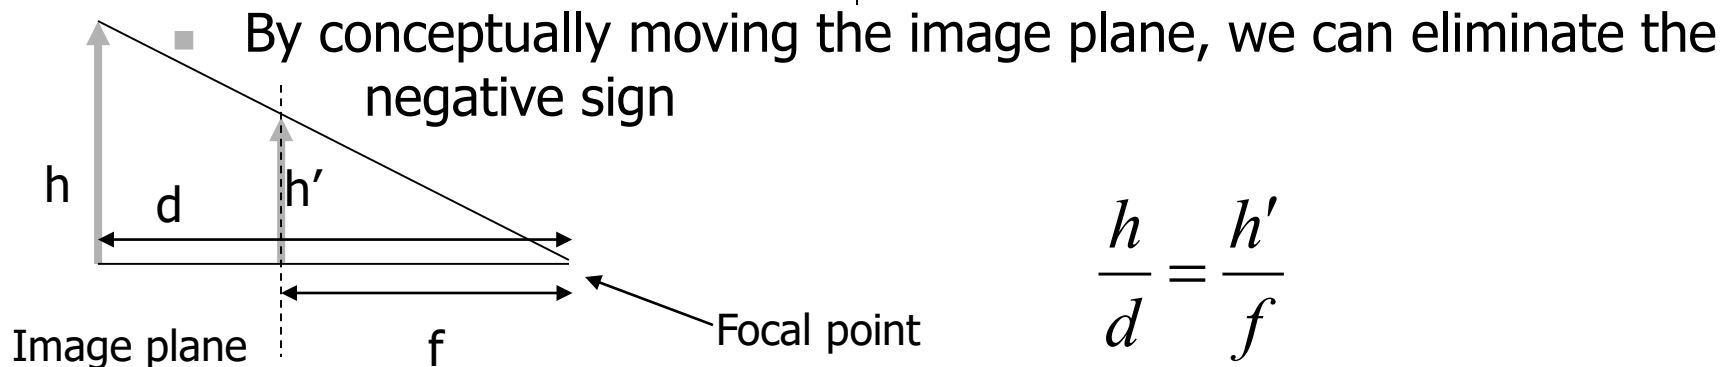 ▪ By conceptually moving the image plane, we can eliminate the
negative sign
h
d
h′
h/d = h′/f
Focal point
Image plane
f